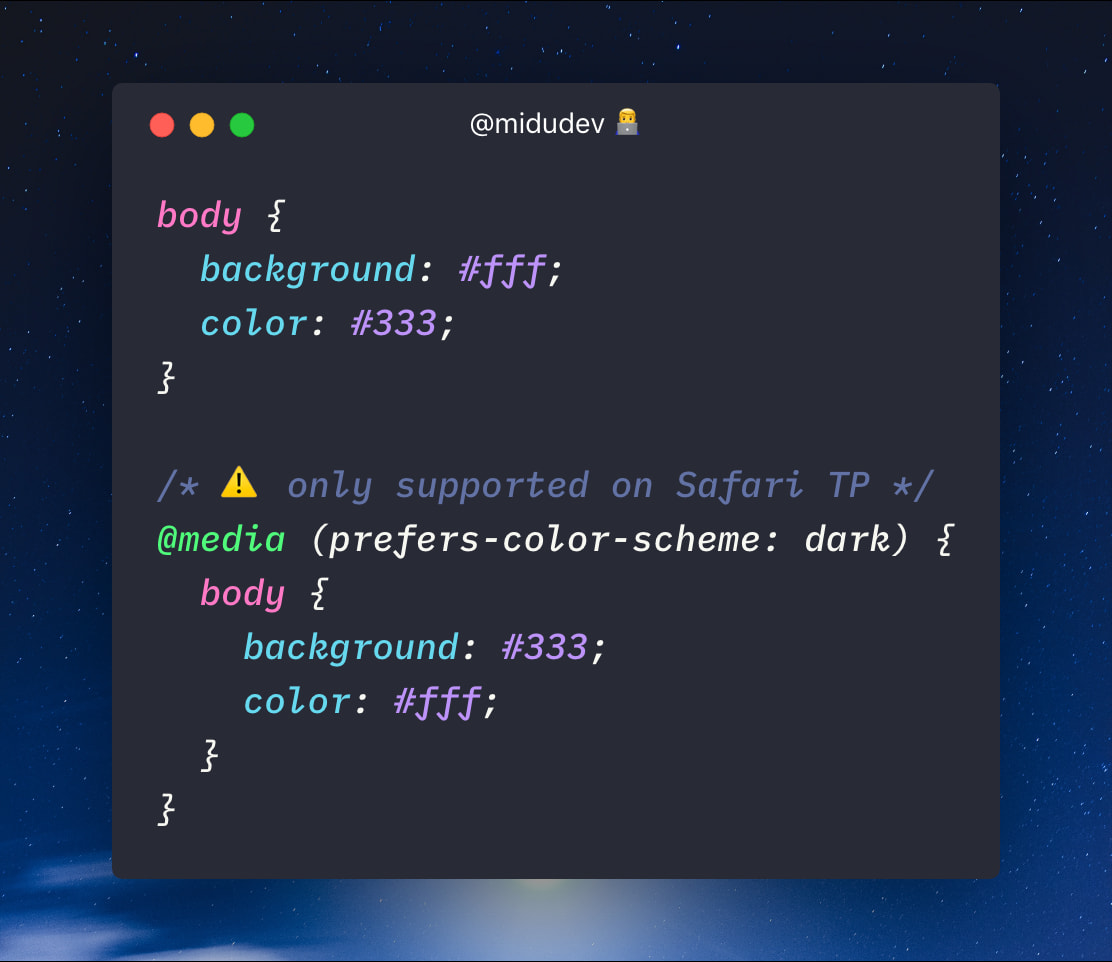 @midudev 👨‍💻
body {
  background: #fff;
  color: #333;
}

/* ⚠️ only supported on Safari TP */
@media (prefers-color-scheme: dark) {
  body {
    background: #333;
    color: #fff;
  }
}